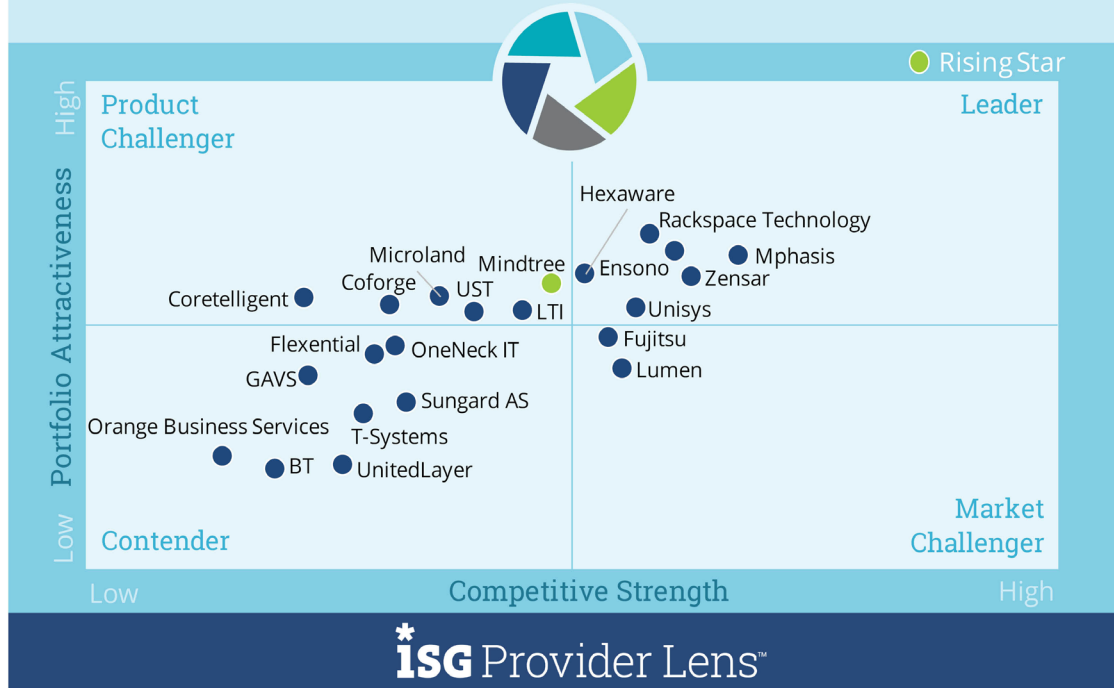 Rising Star
High
Product
Challenger
Leader
Hexaware
Rackspace Technology
Microland
Mindtree
Ensono
Mphasis
Coforge
UST
Zensar
Coretelligent
LTI
Unisys
Portfolio Attractiveness
Flexential
OneNeck IT
Fujitsu
GAVS
Lumen
Sungard AS
Orange Business Services
T-Systems
BT
UnitedLayer
Low
Contender
Market
Challenger
Low
Competitive Strength
High
*ISG Provider Lens™